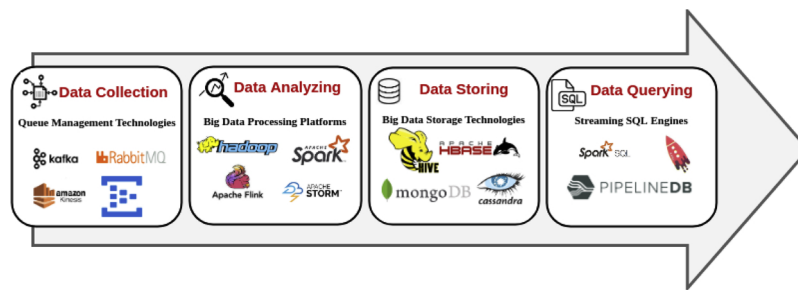 Data Collection
Queue Management Technologies
kafka
RabbitMQ
amazon
Kinesis
Data Analyzing
Big Data Processing Platforms
hadoop
APACHE
Spark
Apache Flink
APACHE
STORM
Data Storing
Big Data Storage Technologies
HIVE
APACHE
HBASE
mongoDB
cassandra
SQL
Data Querying
Streaming SQL Engines
Spark SQL
PIPELINEDB